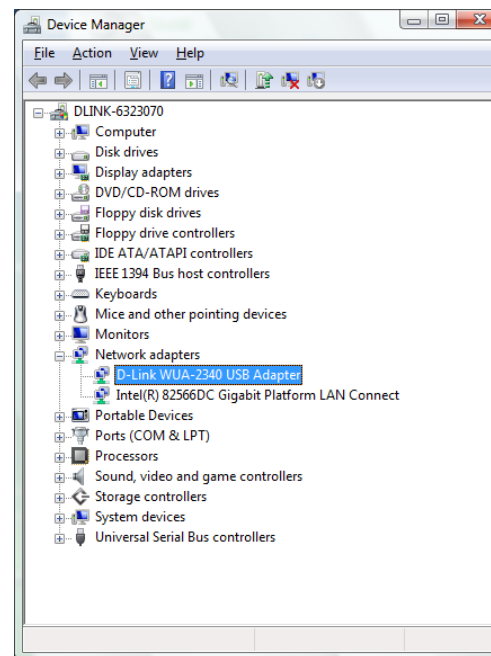 Device Manager
File Action View Help
DLINK-6323070
Computer
Disk drives
Display adapters
DVD/CD-ROM drives
Floppy disk drives
Floppy drive controllers
IDE ATA/ATAPI controllers
IEEE 1394 Bus host controllers
Keyboards
Mice and other pointing devices
Monitors
Network adapters
D-Link WUA-2340 USB Adapter
Intel(R) 82566DC Gigabit Platform LAN Connect
Portable Devices
Ports (COM & LPT)
Processors
Sound, video and game controllers
Storage controllers
System devices
Universal Serial Bus controllers